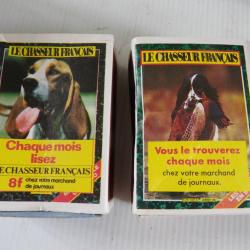 LE CHASSEUR FRANÇAIS
Chaque mois
lisez
LE CHASSEUR FRANÇAIS
8f chez votre marchand
de journaux
LE CHASSEUR FRANÇAIS
Vous le trouverez
chaque mois
chez votre marchand
de journaux.